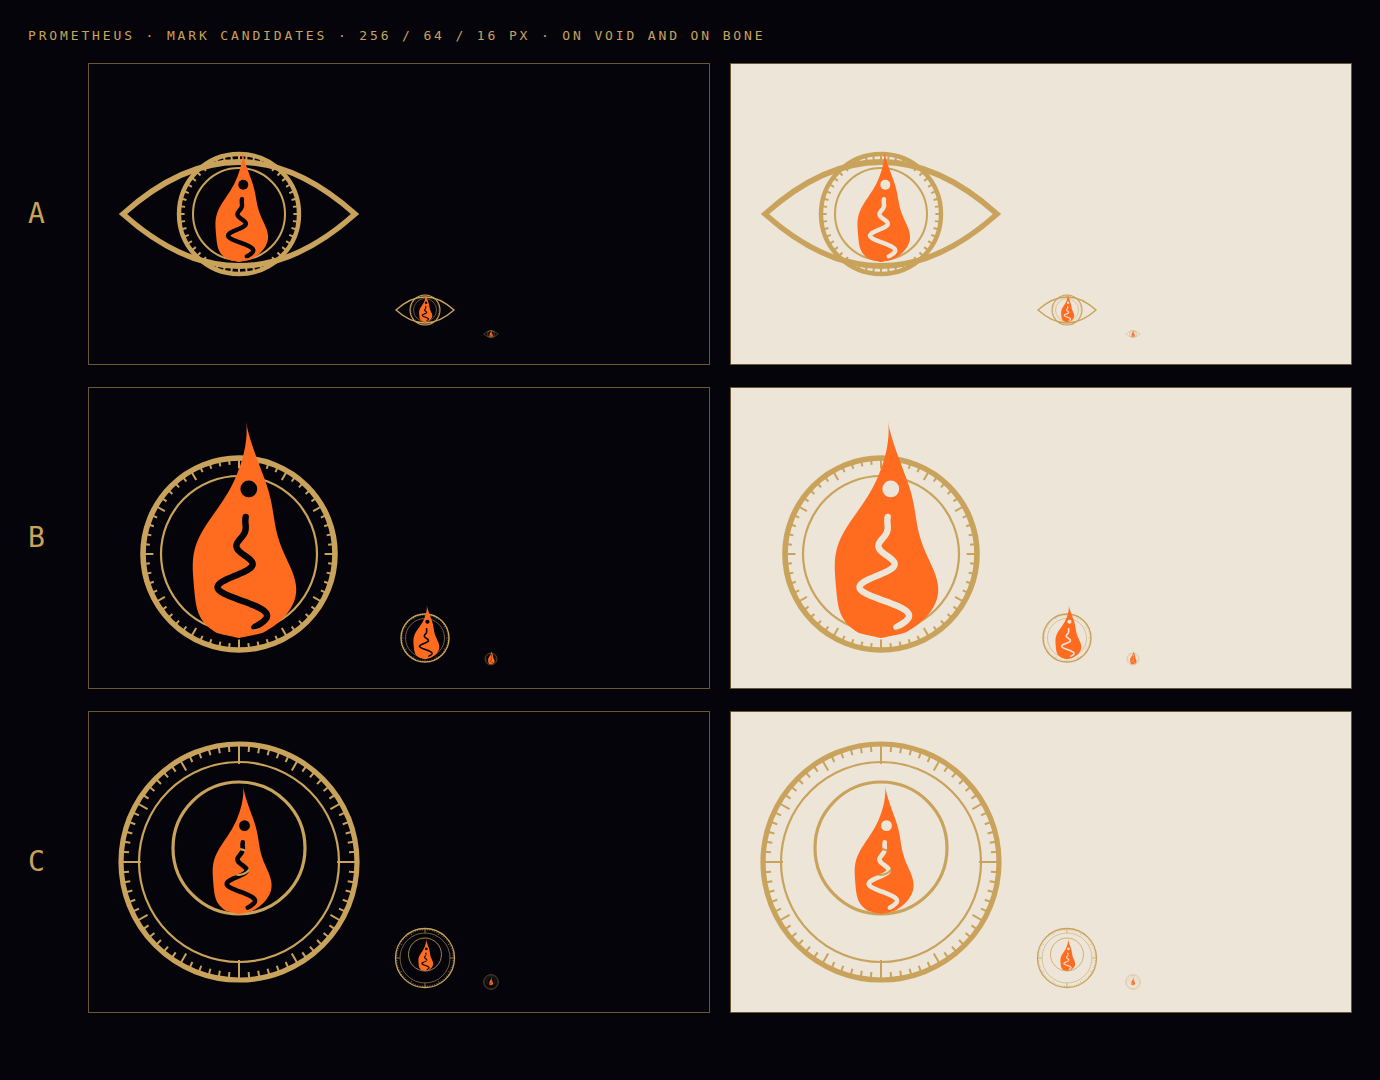 PROMETHEUS · MARK CANDIDATES · 256 / 64 / 16 PX · ON VOID AND ON BONE
A
B
C